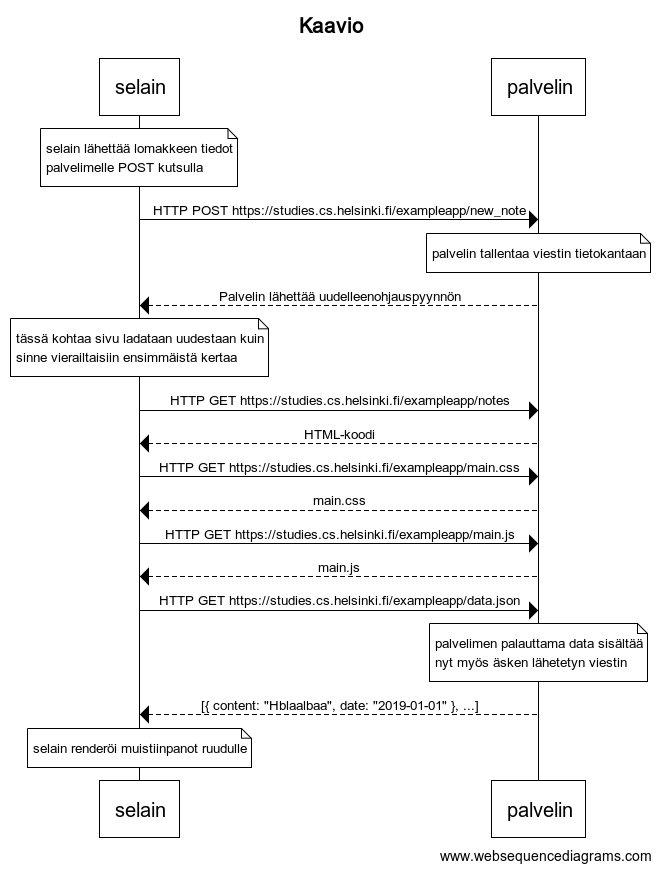 Kaavio
selain
palvelin
selain lähettää lomakkeen tiedot
palvelimelle POST kutsulla
HTTP POST https://studies.cs.helsinki.fi/exampleapp/new_note
palvelin tallentaa viestin tietokantaan
Palvelin lähettää uudelleenohjauspyynnön
tässä kohtaa sivu ladataan uudestaan kuin
sinne vierailtaisiin ensimmäistä kertaa
HTTP GET https://studies.cs.helsinki.fi/exampleapp/notes
HTML-koodi
HTTP GET https://studies.cs.helsinki.fi/exampleapp/main.css
main.css
HTTP GET https://studies.cs.helsinki.fi/exampleapp/main.js
main.js
HTTP GET https://studies.cs.helsinki.fi/exampleapp/data.json
palvelimen palauttama data sisältää
nyt myös äsken lähetetyn viestin
[{ content: "Hblaalbaa", date: "2019-01-01" }, ...]
selain renderöi muistiinpanot ruudulle
selain
palvelin
www.websequencediagrams.com